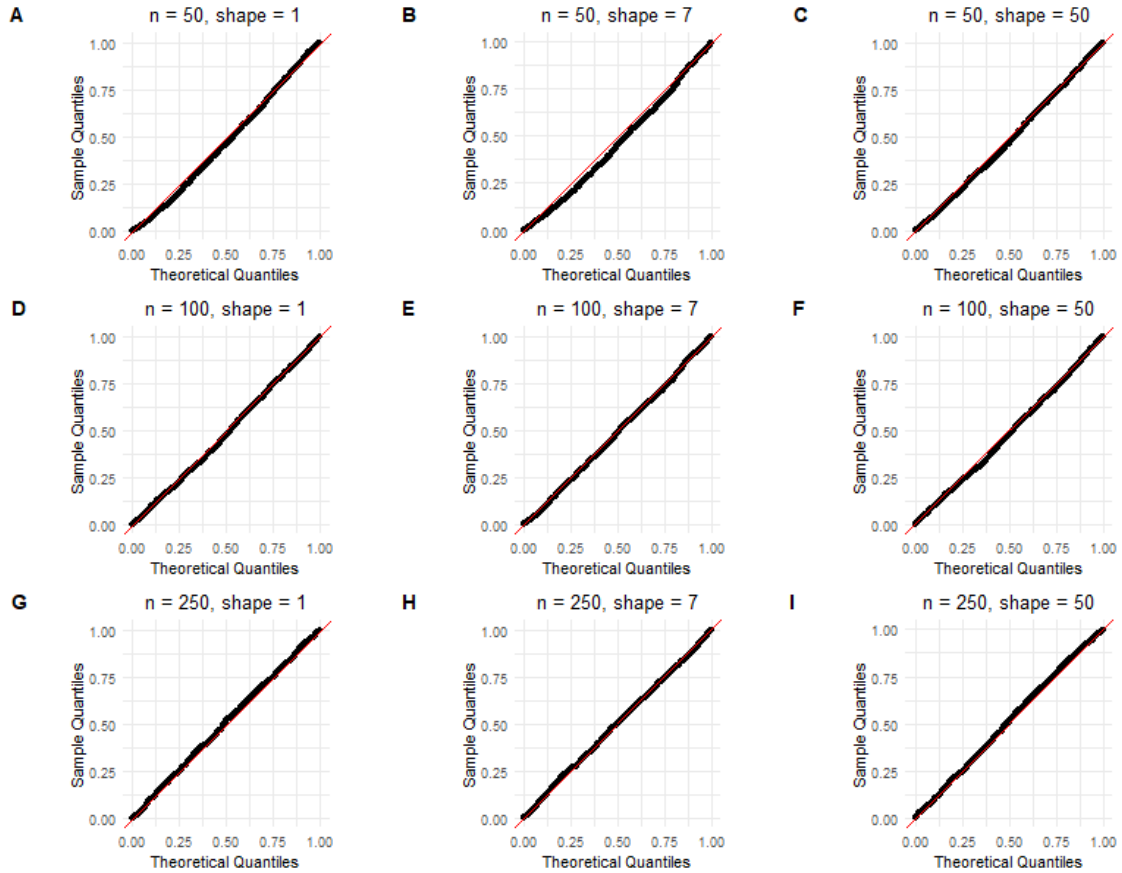 A n = 50, shape = 1
1.00
0.75
0.50
0.25
0.00
Sample Quantiles
0.00 0.25 0.50 0.75 1.00
Theoretical Quantiles
B n = 50, shape = 7
1.00
0.75
0.50
0.25
0.00
Sample Quantiles
0.00 0.25 0.50 0.75 1.00
Theoretical Quantiles
C n = 50, shape = 50
1.00
0.75
0.50
0.25
0.00
Sample Quantiles
0.00 0.25 0.50 0.75 1.00
Theoretical Quantiles
D n = 100, shape = 1
1.00
0.75
0.50
0.25
0.00
Sample Quantiles
0.00 0.25 0.50 0.75 1.00
Theoretical Quantiles
E n = 100, shape = 7
1.00
0.75
0.50
0.25
0.00
Sample Quantiles
0.00 0.25 0.50 0.75 1.00
Theoretical Quantiles
F n = 100, shape = 50
1.00
0.75
0.50
0.25
0.00
Sample Quantiles
0.00 0.25 0.50 0.75 1.00
Theoretical Quantiles
G n = 250, shape = 1
1.00
0.75
0.50
0.25
0.00
Sample Quantiles
0.00 0.25 0.50 0.75 1.00
Theoretical Quantiles
H n = 250, shape = 7
1.00
0.75
0.50
0.25
0.00
Sample Quantiles
0.00 0.25 0.50 0.75 1.00
Theoretical Quantiles
I n = 250, shape = 50
1.00
0.75
0.50
0.25
0.00
Sample Quantiles
0.00 0.25 0.50 0.75 1.00
Theoretical Quantiles